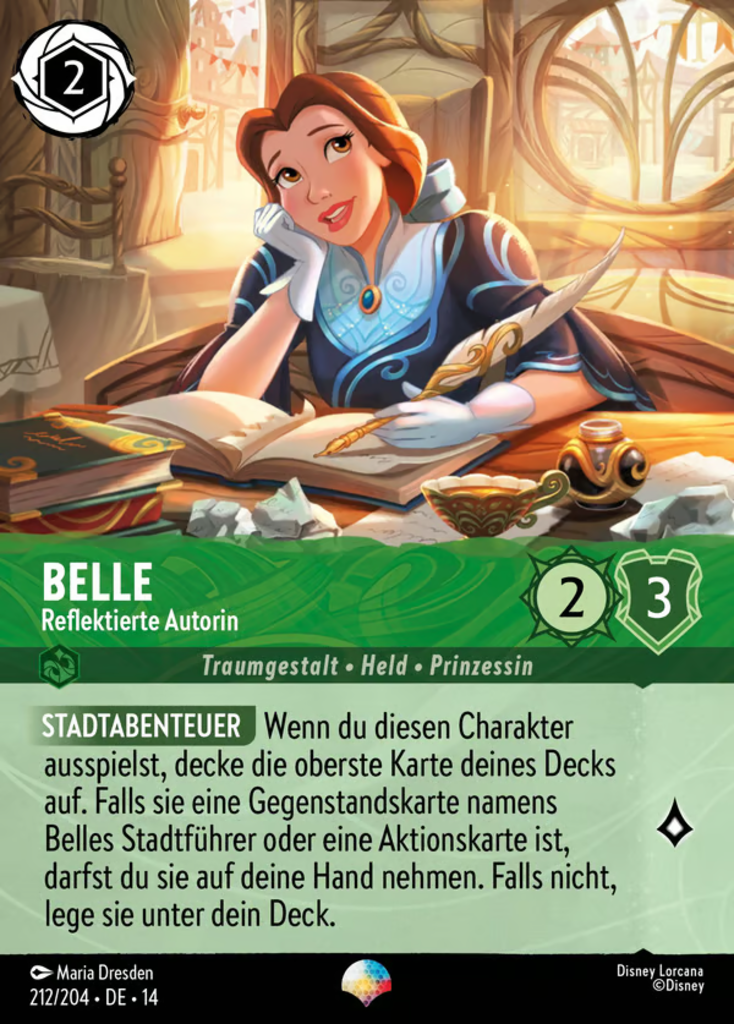 2
BELLE
Reflektierte Autorin
2
3
Traumgestalt • Held • Prinzessin
STADTABENTEUER Wenn du diesen Charakter
ausspielst, decke die oberste Karte deines Decks
auf. Falls sie eine Gegenstandskarte namens
Belles Stadtführer oder eine Aktionskarte ist,
darfst du sie auf deine Hand nehmen. Falls nicht,
lege sie unter dein Deck.
Maria Dresden
212/204 • DE • 14
Disney Lorcana
©Disney